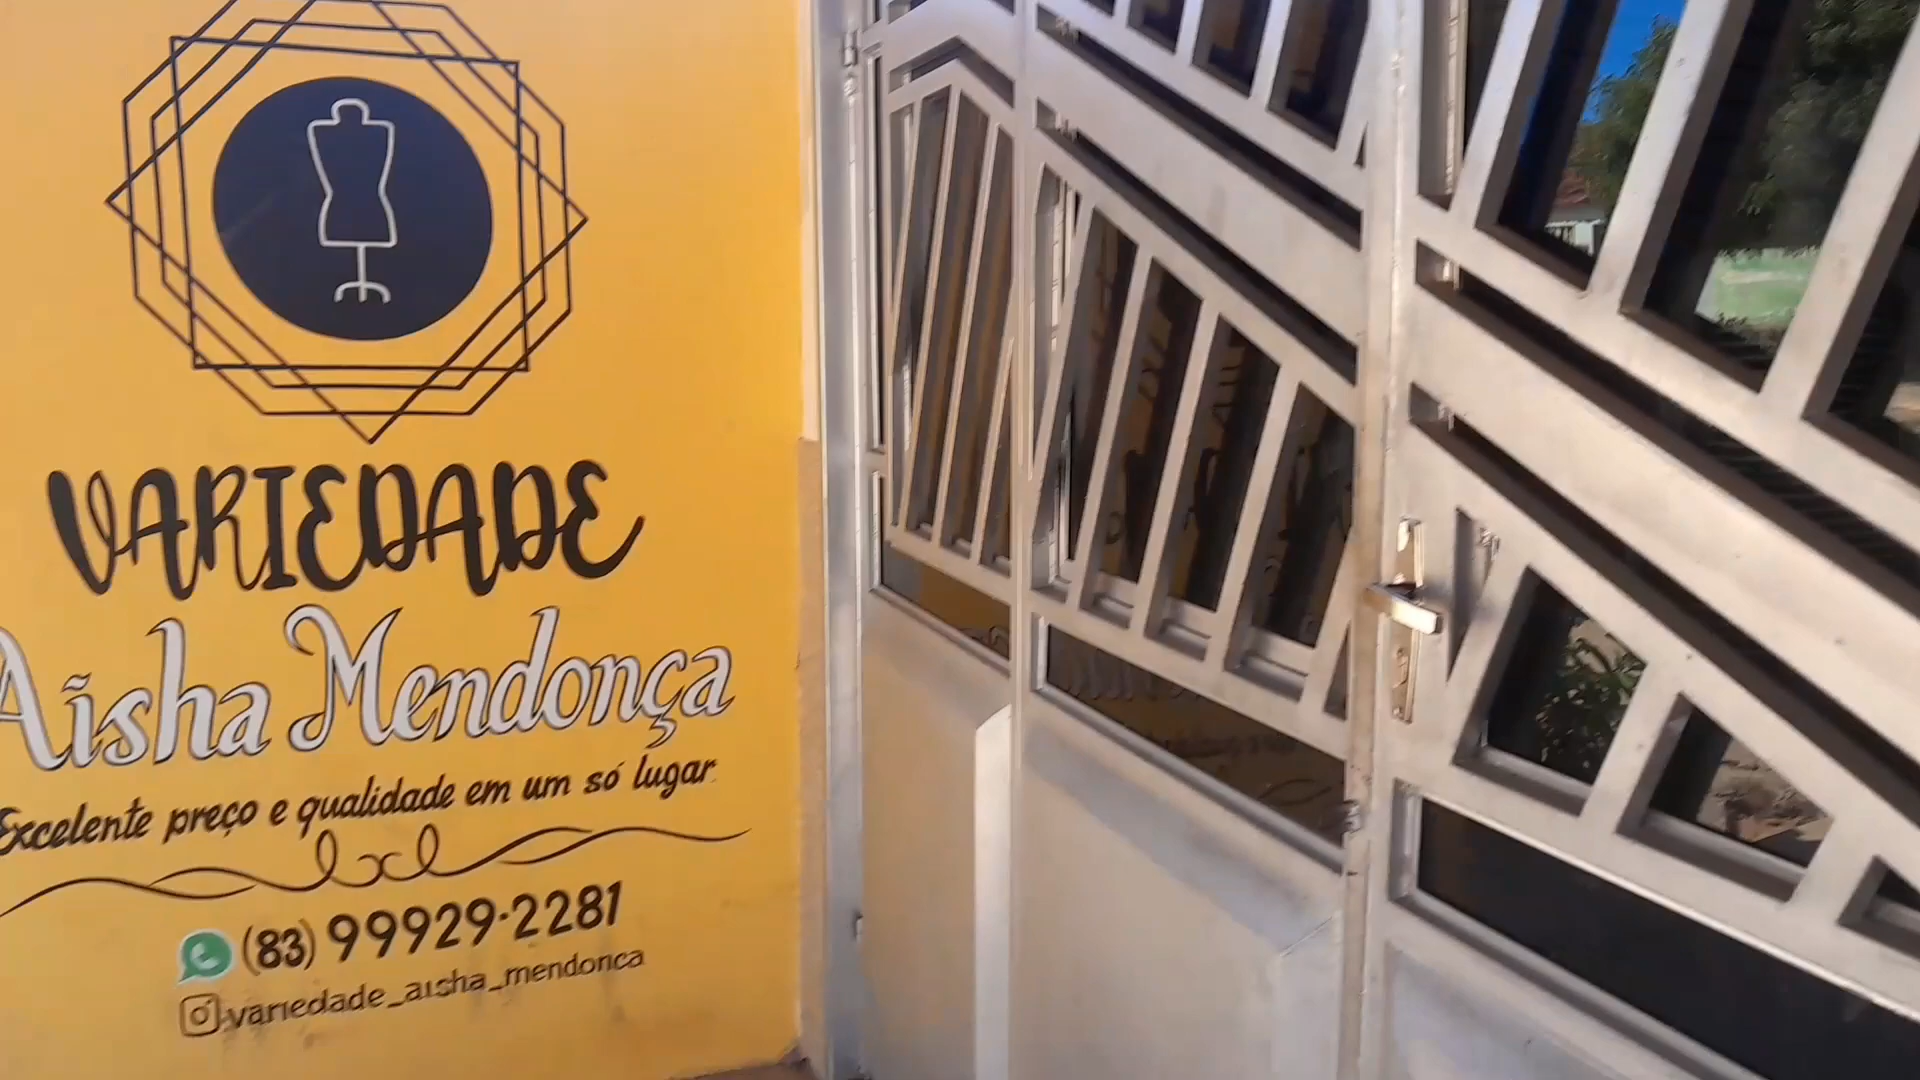 VARIEDADE
Aisha Mendonça
Excelente preço e qualidade em um só lugar
(83) 99929-2281
variedade_aisha_mendonca